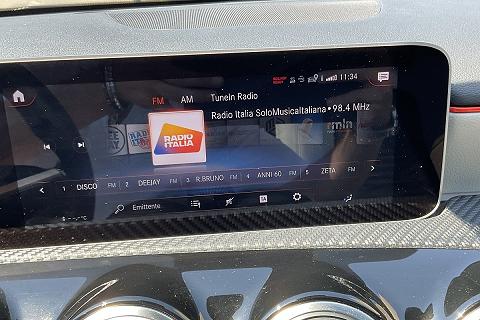 11:34
FM AM TuneIn Radio
Radio Italia SoloMusicaItaliana • 98.4 MHz
RADIO
ITALIA
1 DISCO FM 2 DEEJAY FM 3 R.BRUNO FM 4 ANNI 60 FM 5 ZETA FM
$ --,-°C
Emittente